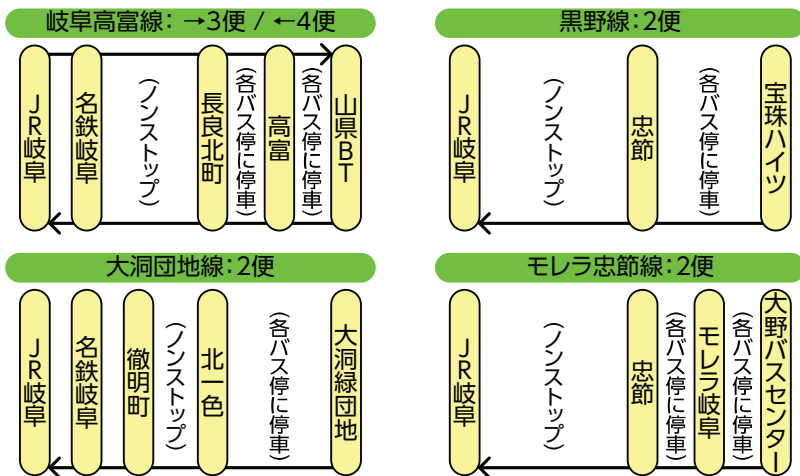 岐阜高富線：→3便 / ←4便
JR岐阜
名鉄岐阜
（ノンストップ）
長良北町
（各バス停に停車）
高富
（各バス停に停車）
山県BT
黒野線：2便
JR岐阜
（ノンストップ）
忠節
（各バス停に停車）
宝珠ハイツ
大洞団地線：2便
JR岐阜
名鉄岐阜
徹明町
（ノンストップ）
北一色
（各バス停に停車）
大洞緑団地
モレラ忠節線：2便
JR岐阜
（ノンストップ）
忠節
（各バス停に停車）
モレラ岐阜
（各バス停に停車）
大野バスセンター